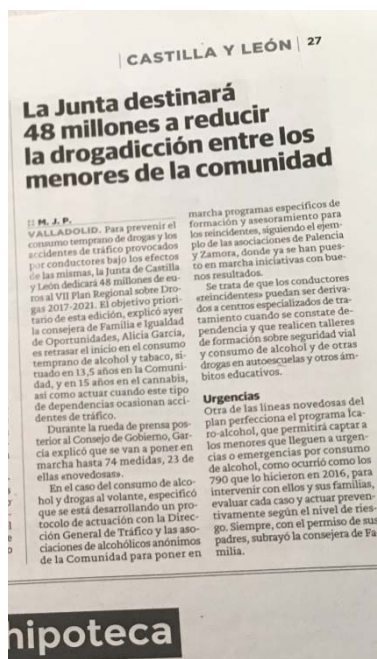 CASTILLA Y LEÓN | 27
La Junta destinará
48 millones a reducir
la drogadicción entre los
menores de la comunidad
:: M. J. P.
VALLADOLID. Para prevenir el
consumo temprano de drogas y los
accidentes de tráfico provocados
por conductores bajo los efectos
de las mismas, la Junta de Castilla
y León dedicará 48 millones de eu-
ros al VII Plan Regional sobre Dro-
gas 2017-2021. El objetivo priori-
tario de esta edición, explicó ayer
la consejera de Familia e Igualdad
de Oportunidades, Alicia García,
es retrasar el inicio en el consumo
temprano de alcohol y tabaco, si-
tuado en 13,5 años en la Comuni-
dad, y en 15 años en el cannabis,
así como actuar cuando este tipo
de dependencias ocasionan acci-
dentes de tráfico.
Durante la rueda de prensa pos-
terior al Consejo de Gobierno, Gar-
cía explicó que se van a poner en
marcha hasta 74 medidas, 23 de
ellas «novedosas».
En el caso del consumo de alco-
hol y drogas al volante, especificó
que se está desarrollando un pro-
tocolo de actuación con la Direc-
ción General de Tráfico y las aso-
ciaciones de alcohólicos anónimos
de la Comunidad para poner en
marcha programas específicos de
formación y asesoramiento para
los reincidentes, siguiendo el ejem-
plo de las asociaciones de Palencia
y Zamora, donde ya se han pues-
to en marcha iniciativas con bue-
nos resultados.
Se trata de que los conductores
«reincidentes» puedan ser deriva-
dos a centros especializados de tra-
tamiento cuando se constate de-
pendencia y que realicen talleres
de formación sobre seguridad vial
y consumo de alcohol y de otras
drogas en autoescuelas y otros ám-
bitos educativos.
Urgencias
Otra de las líneas novedosas del
plan perfecciona el programa Íca-
ro-alcohol, que permitirá captar a
los menores que lleguen a urgen-
cias o emergencias por consumo
de alcohol, como ocurrió como los
790 que lo hicieron en 2016, para
intervenir con ellos y sus familias,
evaluar cada caso y actuar preven-
tivamente según el nivel de ries-
go. Siempre, con el permiso de sus
padres, subrayó la consejera de Fa-
milia.
hipoteca